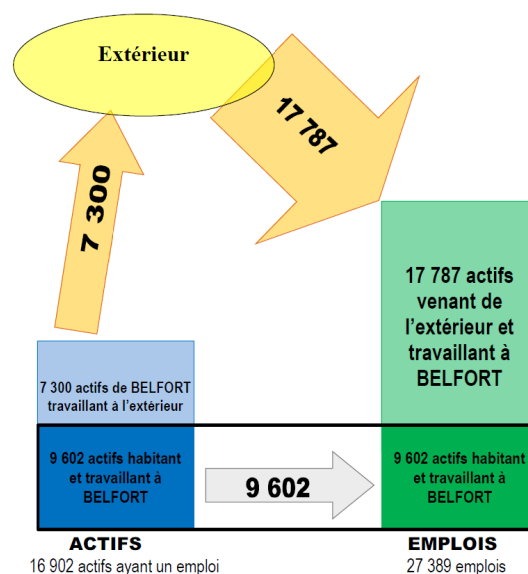 Extérieur
17 787
7 300
17 787 actifs
venant de
l'extérieur et
travaillant à
BELFORT
7 300 actifs de BELFORT
travaillant à l'extérieur
9 602 actifs habitant
et travaillant à
BELFORT
9 602
9 602 actifs habitant
et travaillant à
BELFORT
ACTIFS
16 902 actifs ayant un emploi
EMPLOIS
27 389 emplois